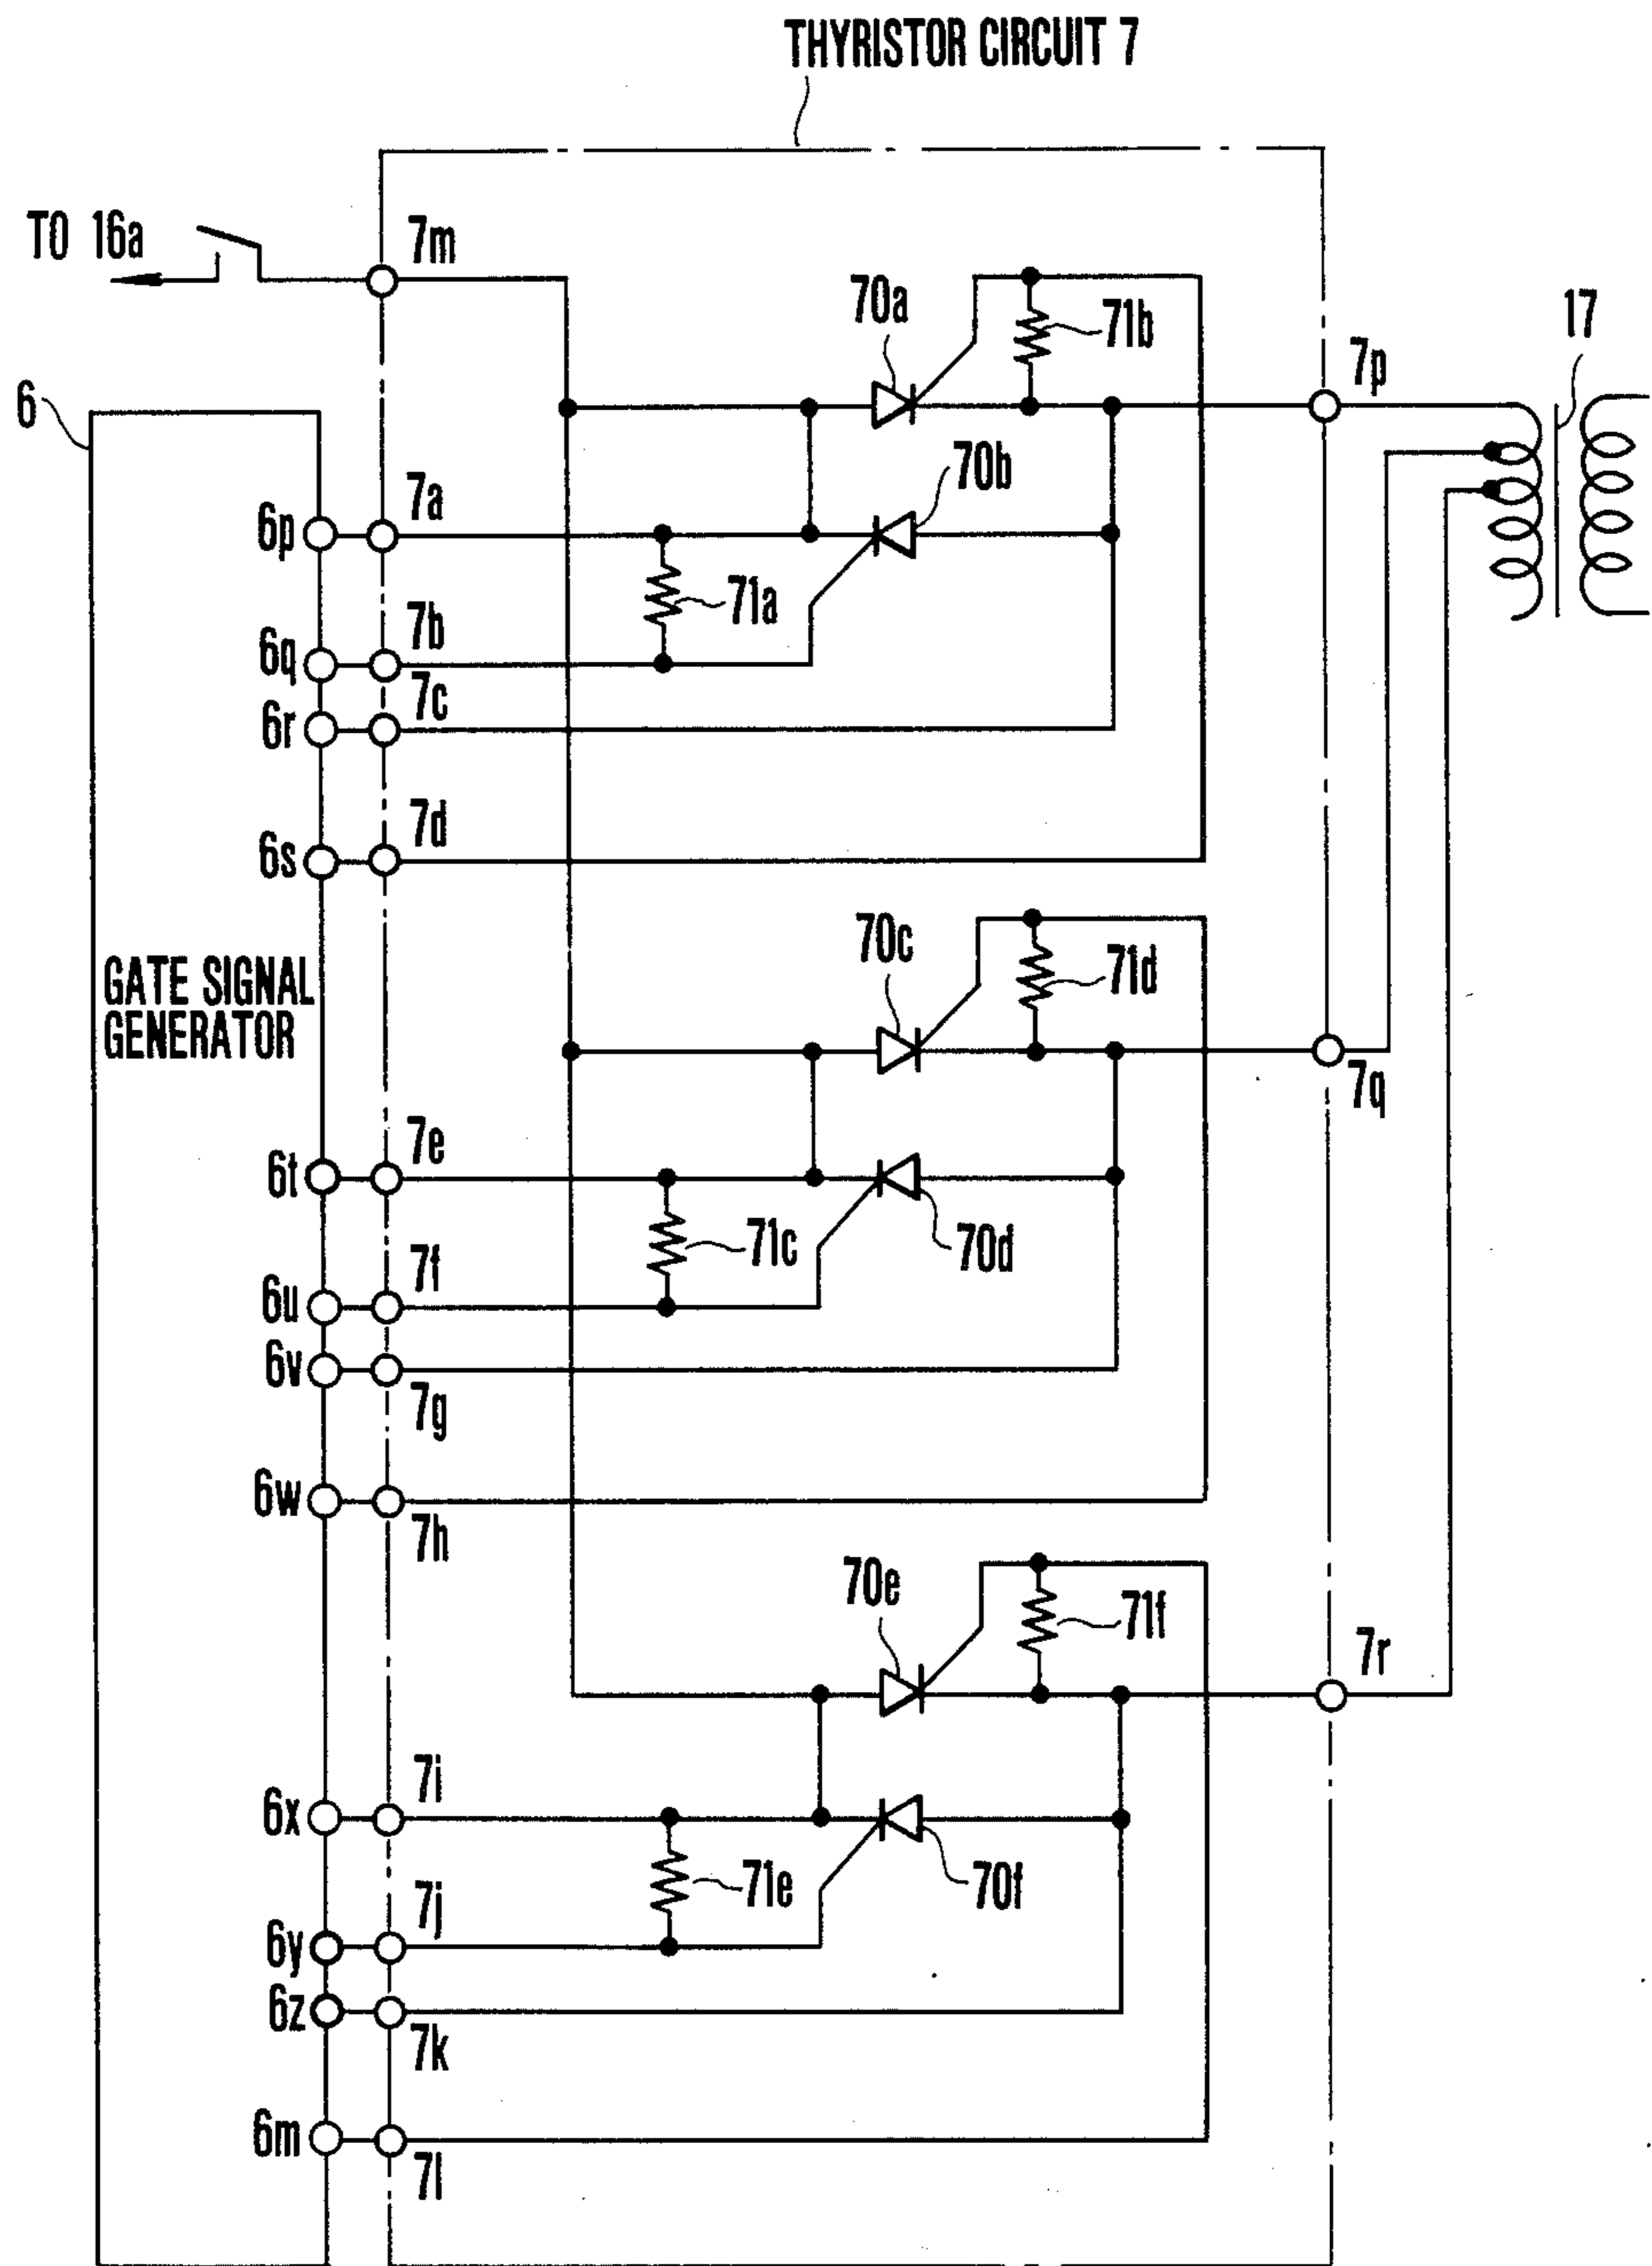 THYRISTOR CIRCUIT 7
TO 16a
7m
70a
71b
17
7p
6
70b
6p
7a
71a
6q
7b
6r
7c
6s
7d
70c
71d
GATE SIGNAL
GENERATOR
7q
6t
7e
71c
70d
6u
7f
6v
7g
6w
7h
70e
71f
7r
6x
7i
71e
70f
6y
7j
6z
7k
6m
7l